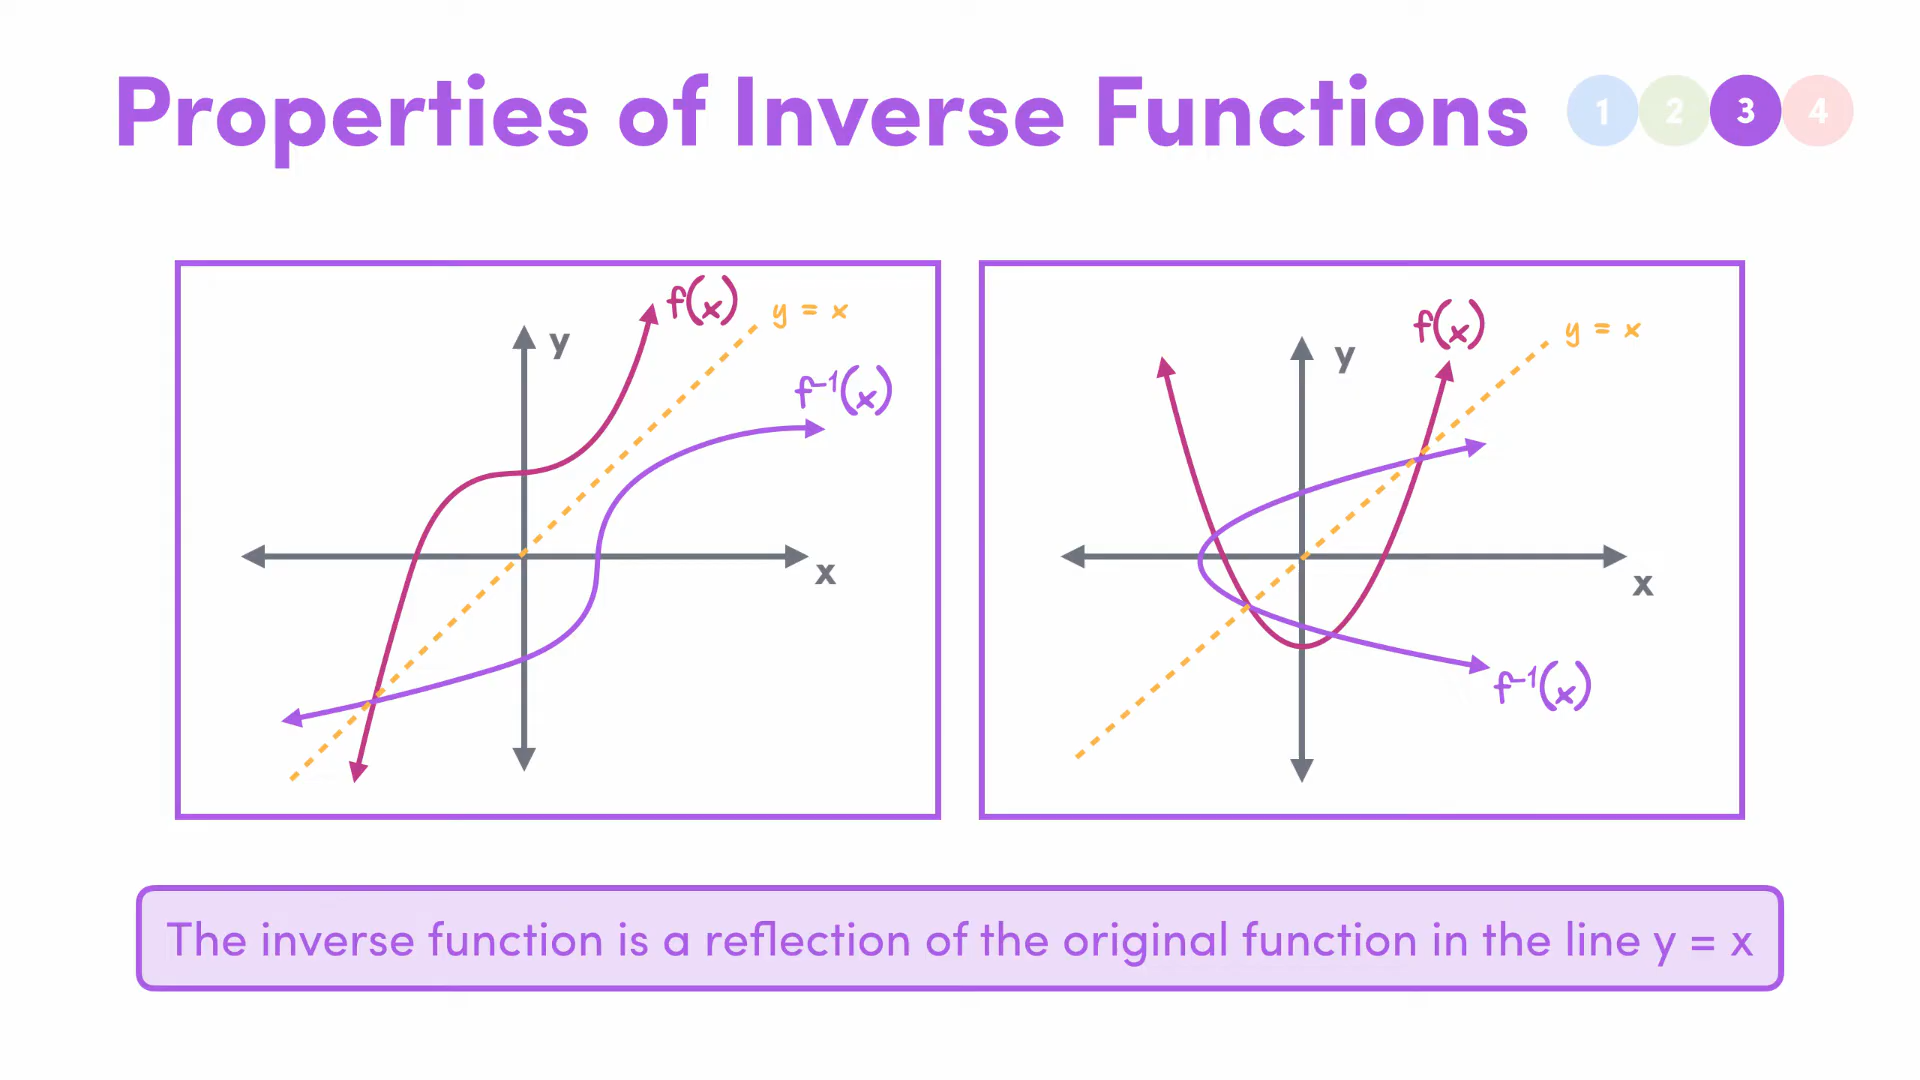 Properties of Inverse Functions 1 2 3 4
f(x) y = x
y
f⁻¹(x)
x
f(x) y = x
y
x
f⁻¹(x)
The inverse function is a reflection of the original function in the line y = x